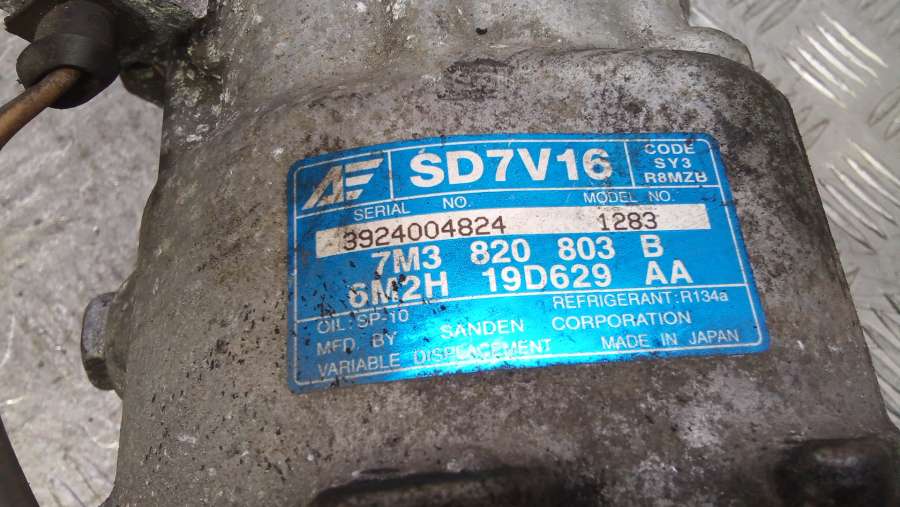 AE SD7V16 CODE
SY3
R8MZB
SERIAL NO. MODEL NO.
3924004824 1283
7M3 820 803 B
6M2H 19D629 AA
OIL: SP-10 REFRIGERANT: R134a
MFD. BY SANDEN CORPORATION
VARIABLE DISPLACEMENT MADE IN JAPAN